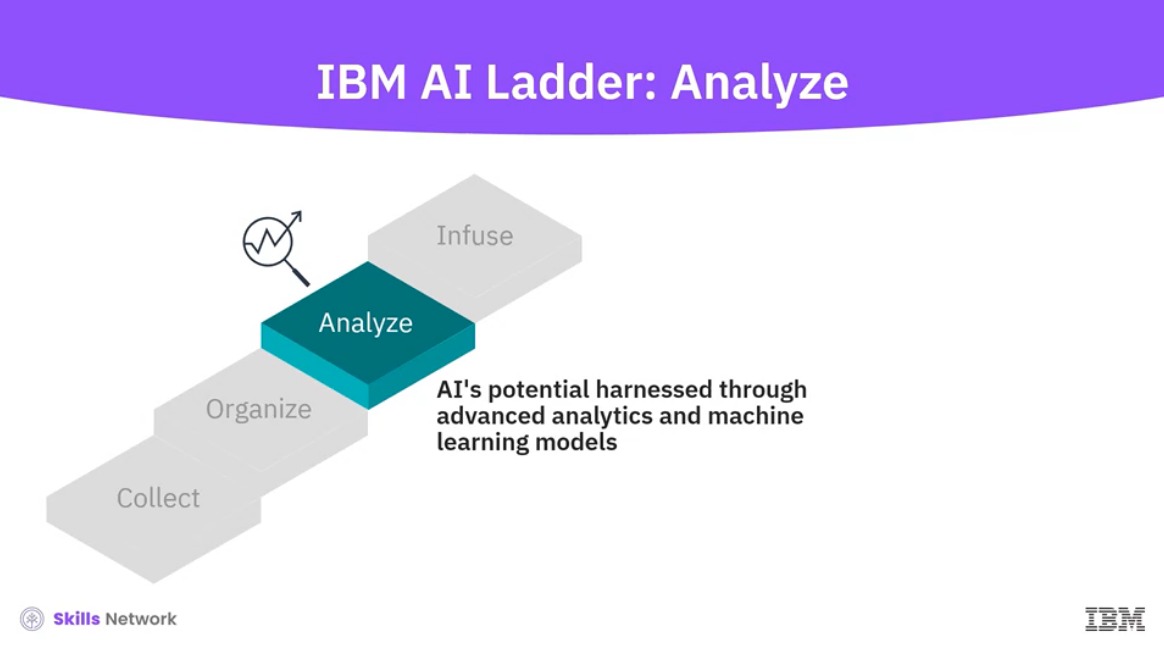 IBM AI Ladder: Analyze
Infuse
Analyze
AI's potential harnessed through
advanced analytics and machine
learning models
Organize
Collect
Skills Network
IBM